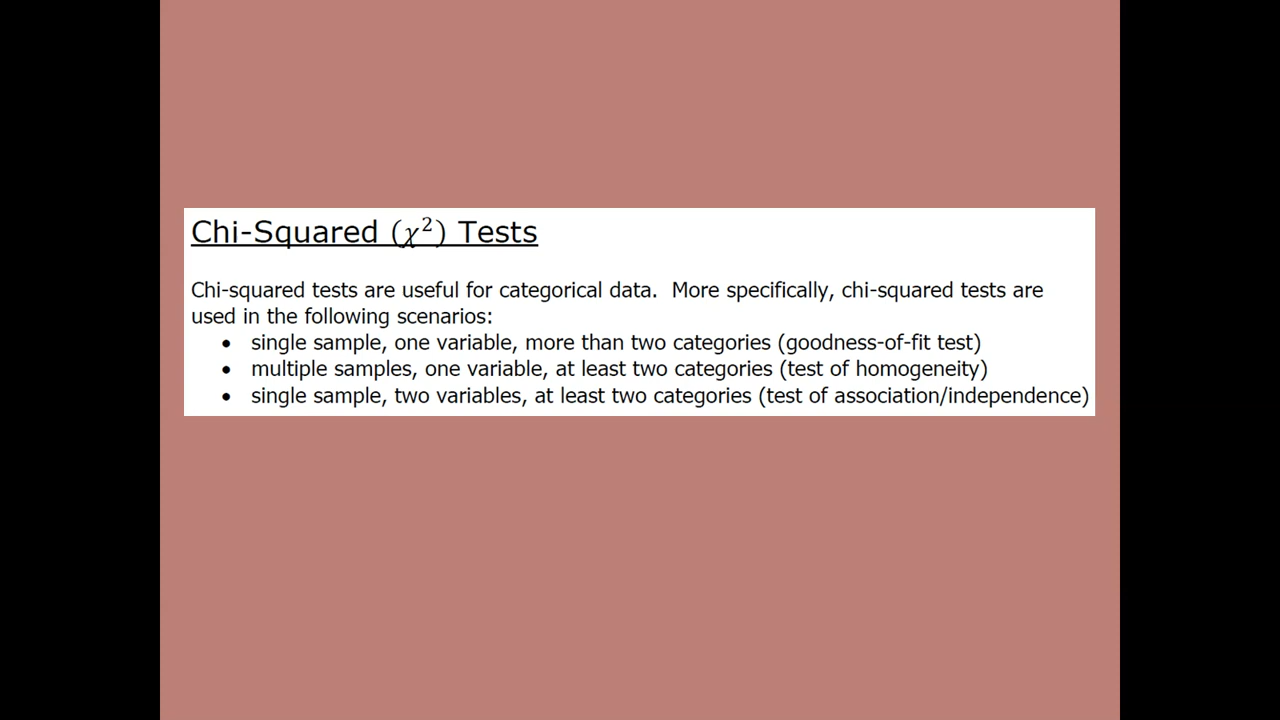 Chi-Squared (χ²) Tests
Chi-squared tests are useful for categorical data.  More specifically, chi-squared tests are
used in the following scenarios:
• single sample, one variable, more than two categories (goodness-of-fit test)
• multiple samples, one variable, at least two categories (test of homogeneity)
• single sample, two variables, at least two categories (test of association/independence)